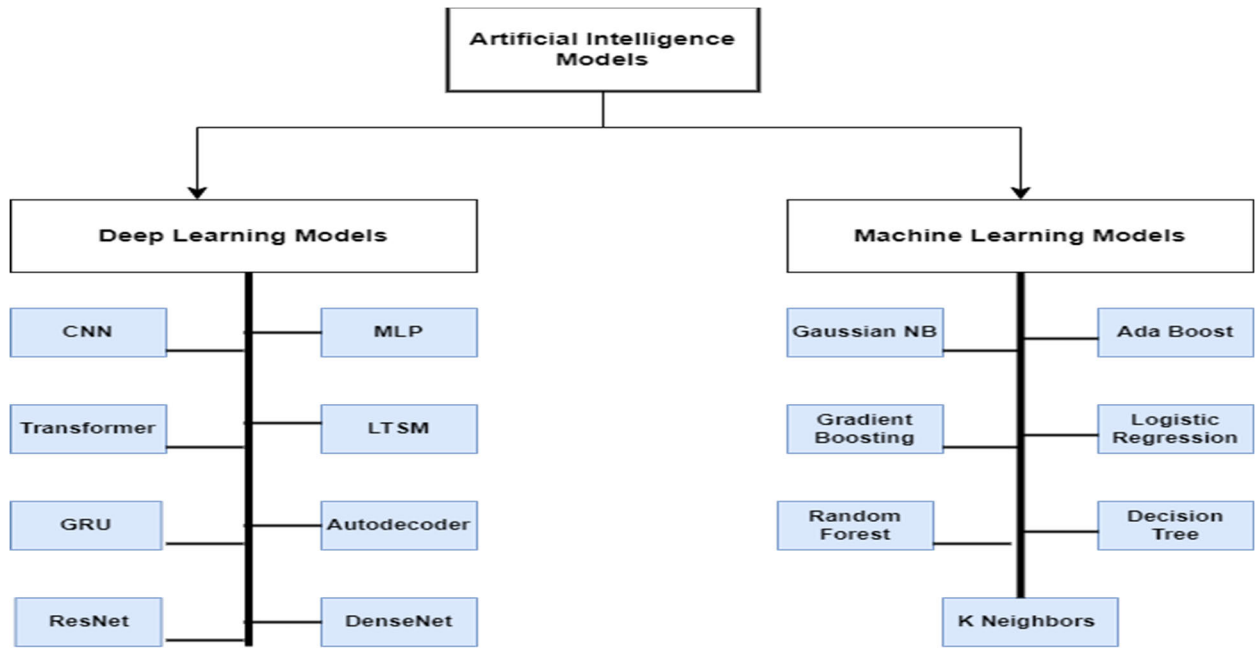 Artificial Intelligence
Models
Deep Learning Models
Machine Learning Models
CNN
MLP
Gaussian NB
Ada Boost
Transformer
LTSM
Gradient
Boosting
Logistic
Regression
GRU
Autodecoder
Random
Forest
Decision
Tree
ResNet
DenseNet
K Neighbors